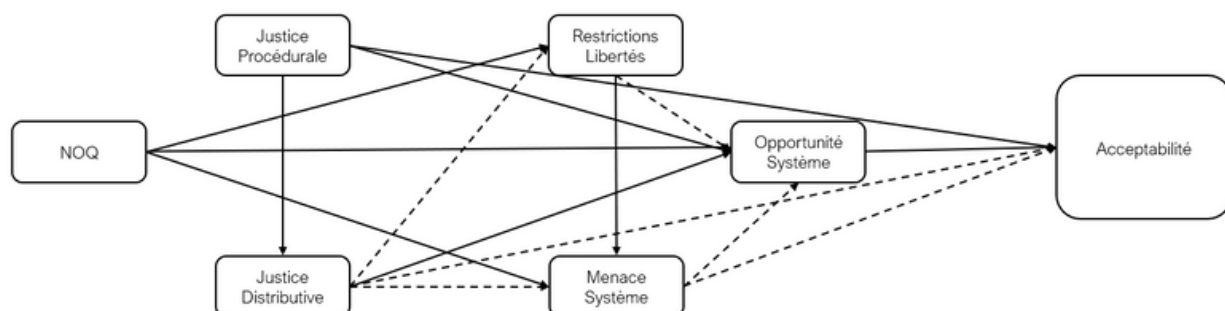 Justice
Procédurale
Restrictions
Libertés
NOQ
Opportunité
Système
Acceptabilité
Justice
Distributive
Menace
Système